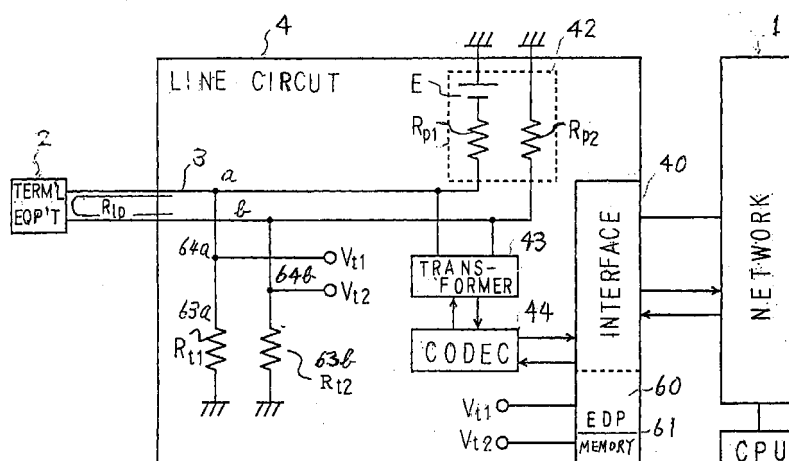 4
42
1
LINE CIRCUT
E
Rp1
Rp2
2
3
a
TERM'L
EQP'T
Rlp
b
40
64a
Vt1
43
64b
Vt2
TRANS-
FORMER
INTERFACE
NETWORK
63a
44
Rt1
63b
Rt2
CODEC
60
Vt1
EDP
61
Vt2
MEMORY
CPU